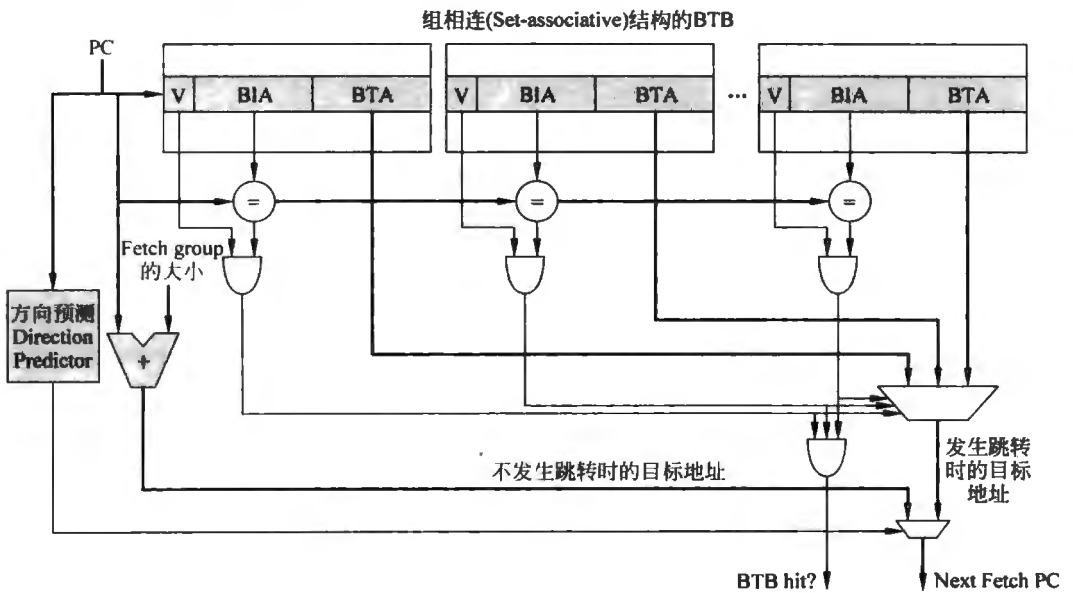 组相连(Set-associative)结构的BTB
PC
V BIA BTA V BIA BTA ... V BIA BTA
= = =
Fetch group
的大小
方向预测
Direction
Predictor
+
不发生跳转时的目标地址
发生跳转
时的目标
地址
BTB hit?
Next Fetch PC